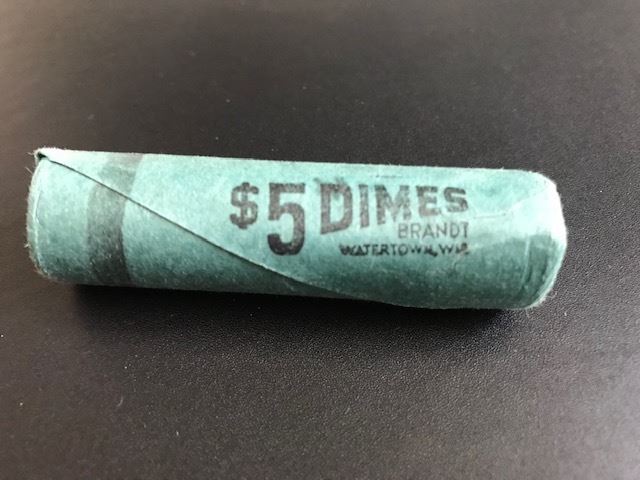 $5 DIMES
BRANDT
WATERTOWN, WIS.